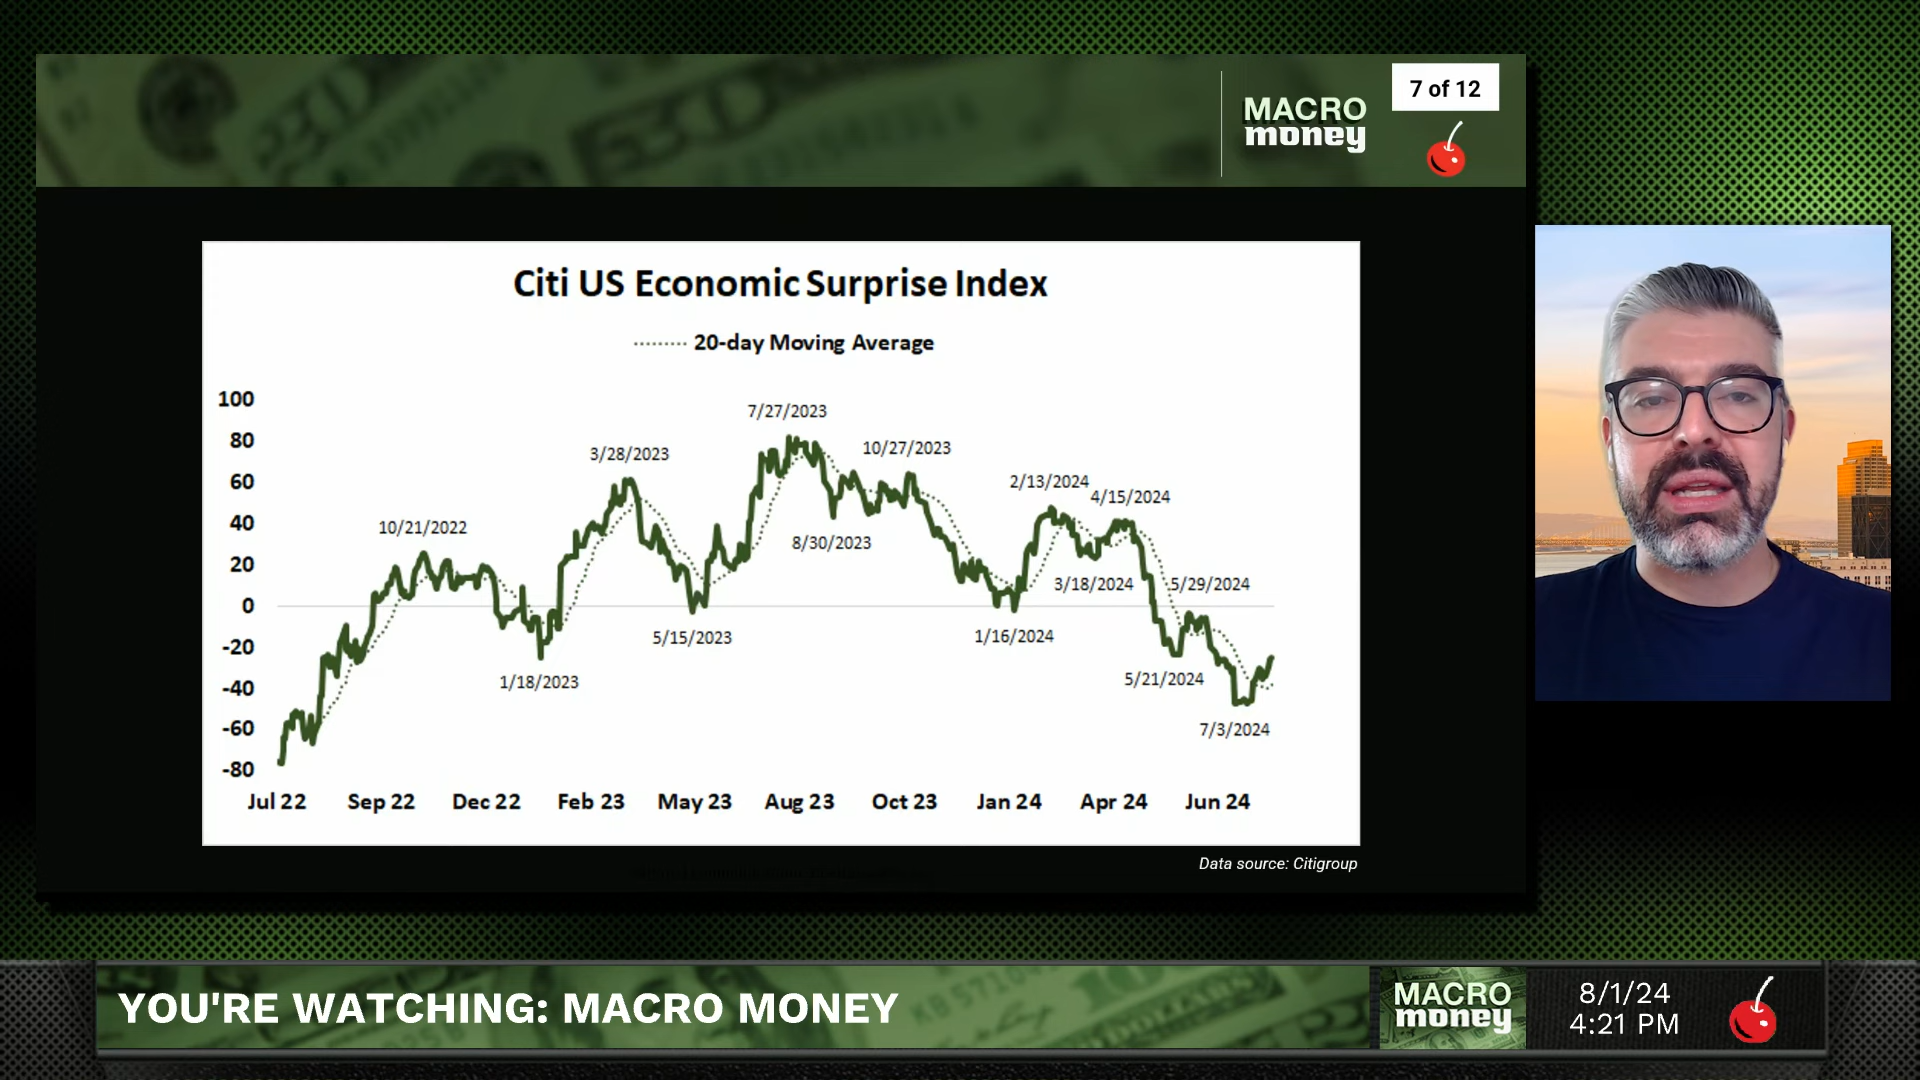 MACRO
money
7 of 12
Citi US Economic Surprise Index
20-day Moving Average
100
80
60
40
20
0
-20
-40
-60
-80
10/21/2022
1/18/2023
3/28/2023
5/15/2023
7/27/2023
8/30/2023
10/27/2023
1/16/2024
2/13/2024
3/18/2024
4/15/2024
5/21/2024
5/29/2024
7/3/2024
Jul 22 Sep 22 Dec 22 Feb 23 May 23 Aug 23 Oct 23 Jan 24 Apr 24 Jun 24
Data source: Citigroup
YOU'RE WATCHING: MACRO MONEY
MACRO
money
8/1/24
4:21 PM